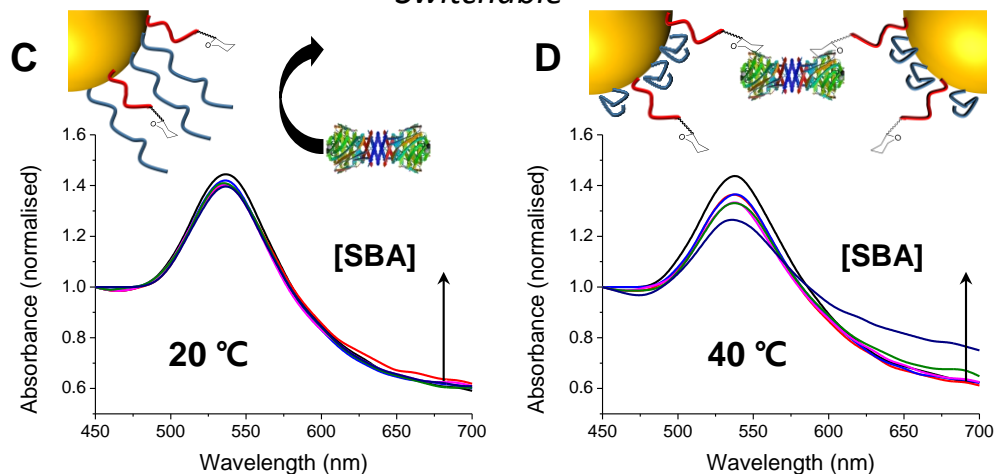 Switchable
C
D
O
O
O
O
O
O
1.6
1.4
1.2
1.0
0.8
0.6
Absorbance (normalised)
[SBA]
20 ℃
450 500 550 600 650 700
Wavelength (nm)
1.6
1.4
1.2
1.0
0.8
0.6
Absorbance (normalised)
[SBA]
40 ℃
450 500 550 600 650 700
Wavelength (nm)